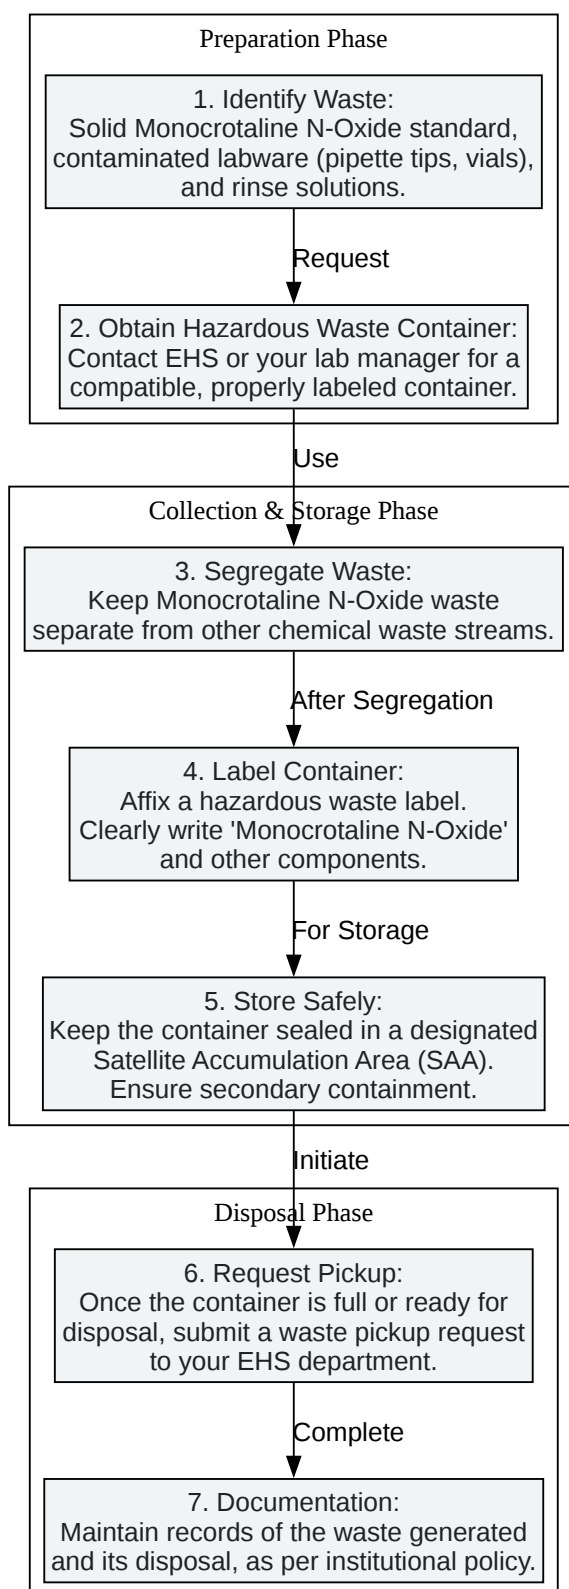 Preparation Phase
1. Identify Waste:
Solid Monocrotaline N-Oxide standard,
contaminated labware (pipette tips, vials),
and rinse solutions.
Request
2. Obtain Hazardous Waste Container:
Contact EHS or your lab manager for a
compatible, properly labeled container.
Use
Collection & Storage Phase
3. Segregate Waste:
Keep Monocrotaline N-Oxide waste
separate from other chemical waste streams.
After Segregation
4. Label Container:
Affix a hazardous waste label.
Clearly write 'Monocrotaline N-Oxide'
and other components.
For Storage
5. Store Safely:
Keep the container sealed in a designated
Satellite Accumulation Area (SAA).
Ensure secondary containment.
Initiate
Disposal Phase
6. Request Pickup:
Once the container is full or ready for
disposal, submit a waste pickup request
to your EHS department.
Complete
7. Documentation:
Maintain records of the waste generated
and its disposal, as per institutional policy.